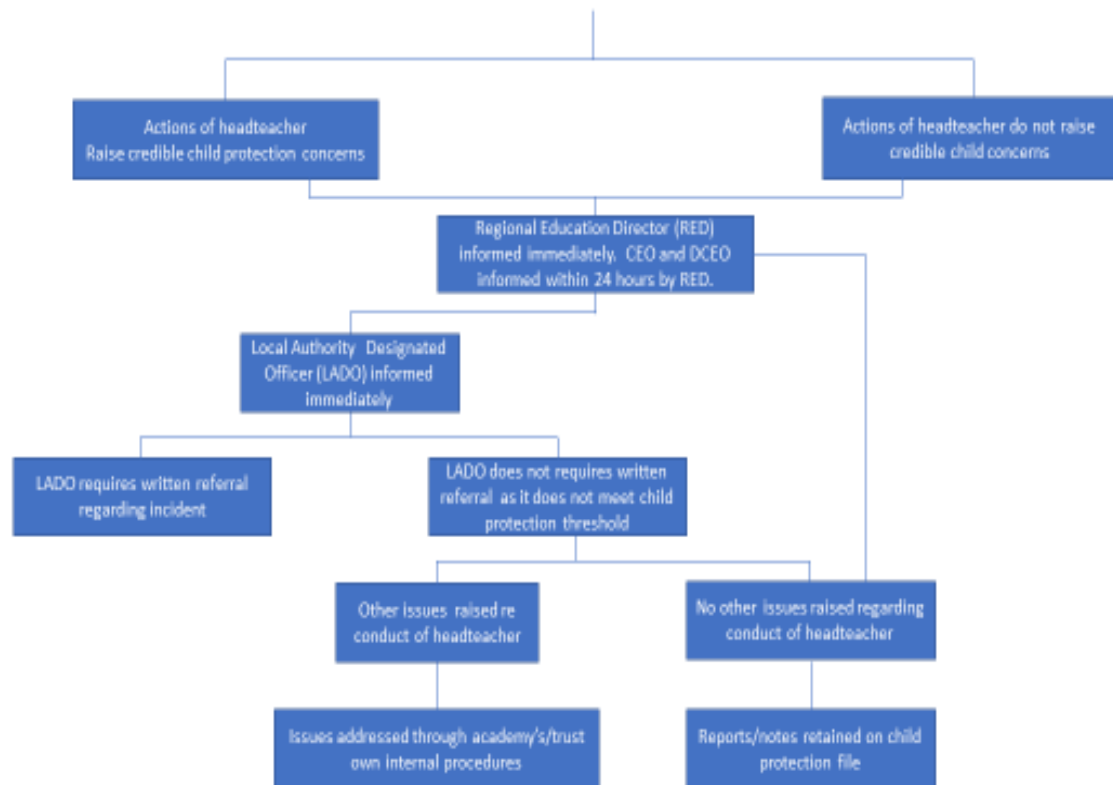 Actions of headteacher
Raise credible child protection concerns
Actions of headteacher do not raise
credible child concerns
Regional Education Director (RED)
informed immediately. CEO and DCEO
informed within 24 hours by RED.
Local Authority Designated
Officer (LADO) informed
immediately
LADO requires written referral
regarding incident
LADO does not requires written
referral as it does not meet child
protection threshold
Other issues raised re
conduct of headteacher
No other issues raised regarding
conduct of headteacher
Issues addressed through academy's/trust
own internal procedures
Reports/notes retained on child
protection file